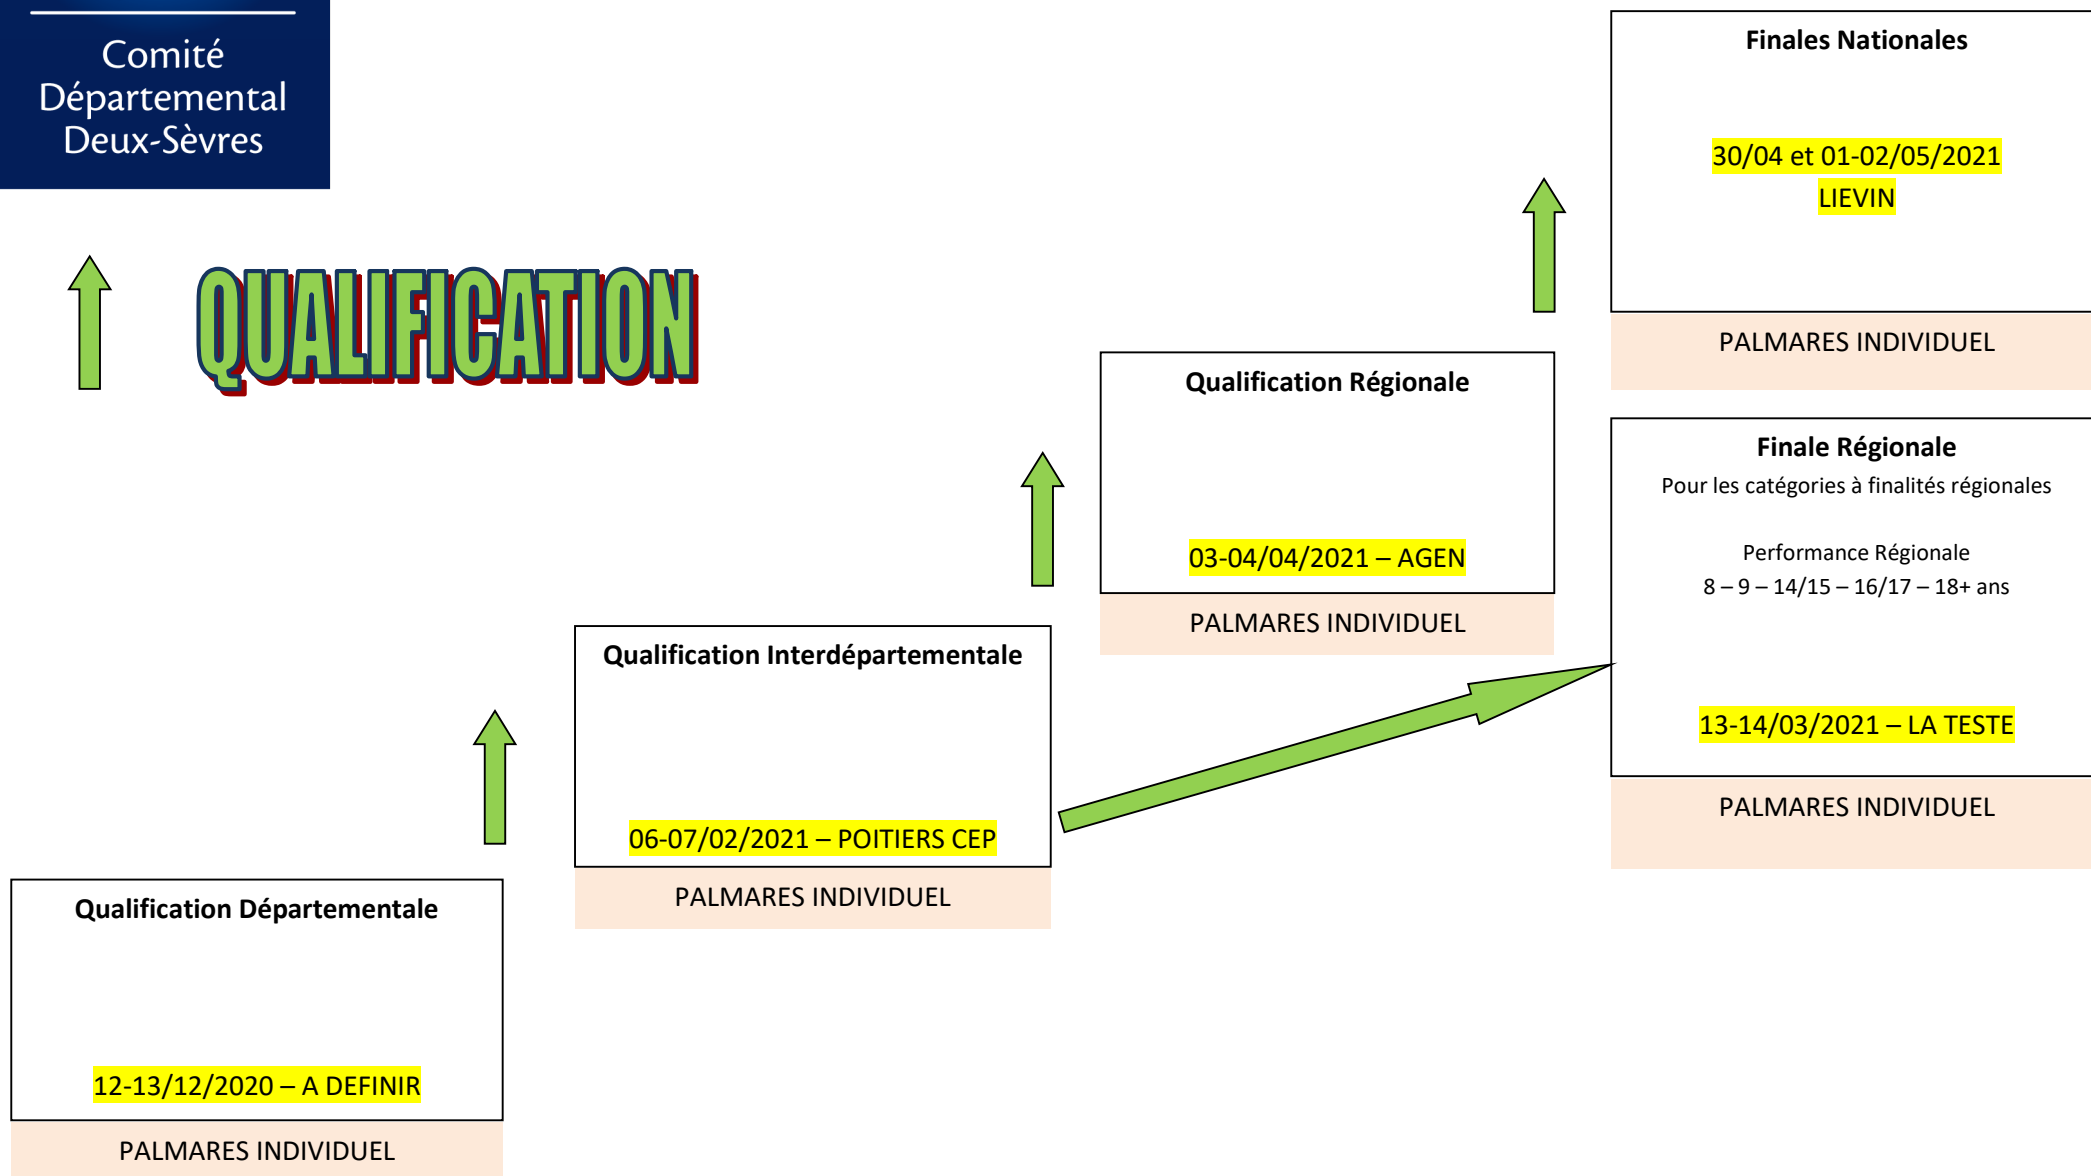 Comité
Départemental
Deux-Sèvres
QUALIFICATION
Finales Nationales
30/04 et 01-02/05/2021
LIEVIN
PALMARES INDIVIDUEL
Qualification Régionale
03-04/04/2021 – AGEN
PALMARES INDIVIDUEL
Finale Régionale
Pour les catégories à finalités régionales
Performance Régionale
8 – 9 – 14/15 – 16/17 – 18+ ans
13-14/03/2021 – LA TESTE
PALMARES INDIVIDUEL
Qualification Interdépartementale
06-07/02/2021 – POITIERS CEP
PALMARES INDIVIDUEL
Qualification Départementale
12-13/12/2020 – A DEFINIR
PALMARES INDIVIDUEL